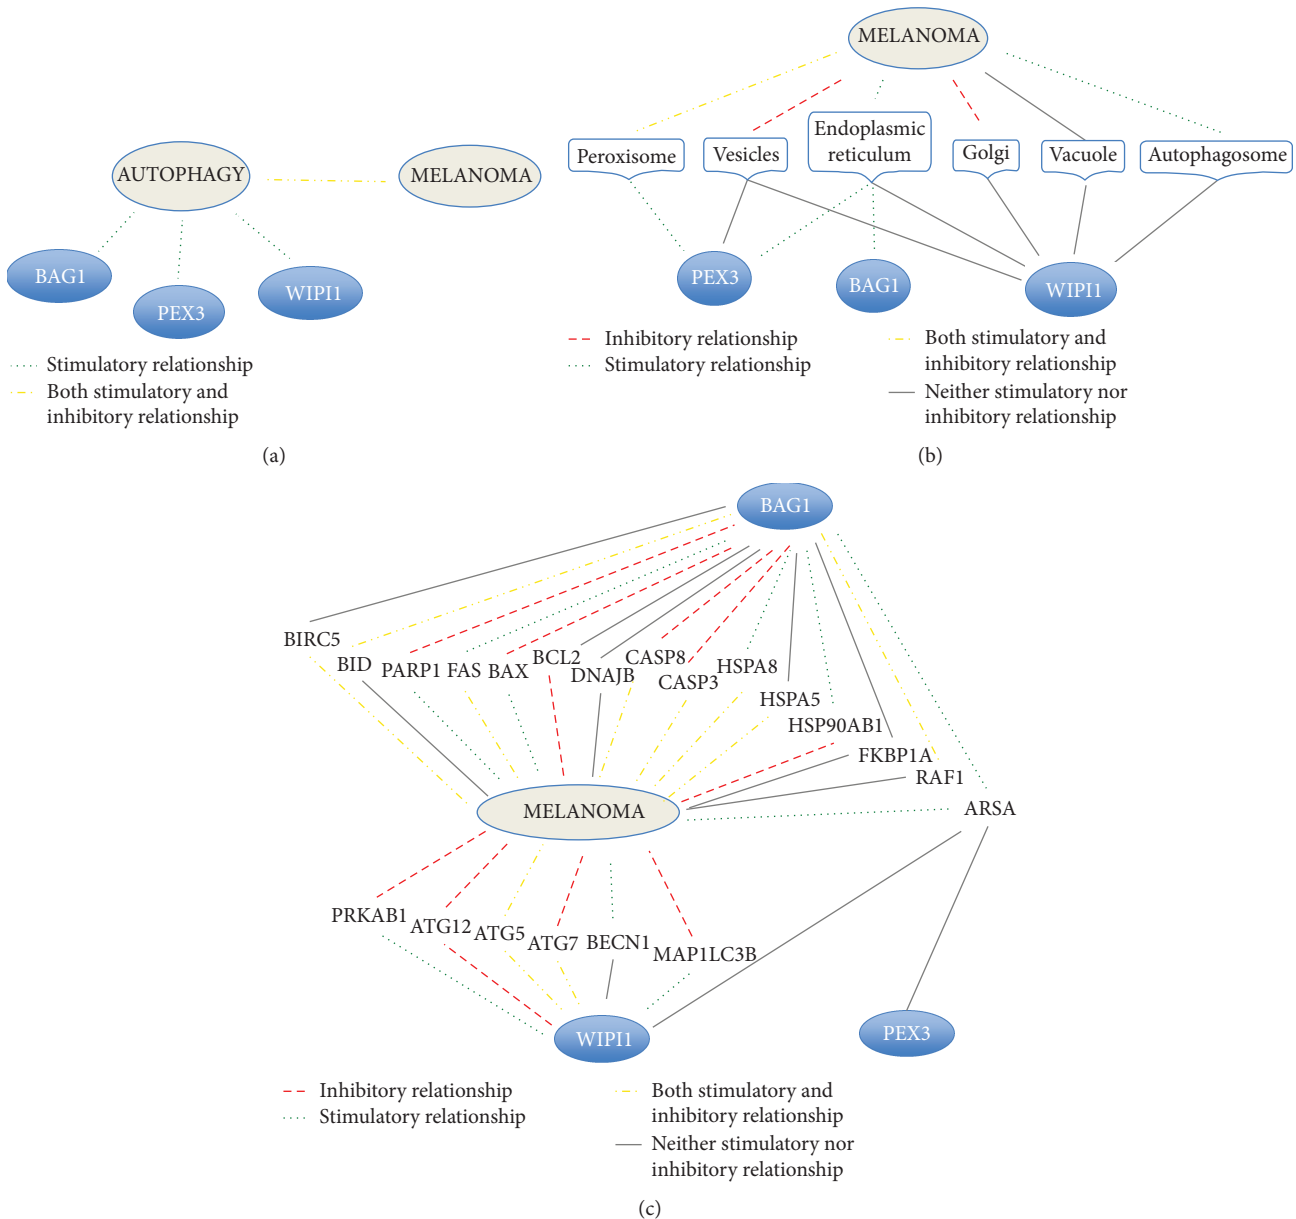 AUTOPHAGY
MELANOMA
BAG1
PEX3
WIPI1
Stimulatory relationship
Both stimulatory and
inhibitory relationship
(a)
MELANOMA
Peroxisome
Vesicles
Endoplasmic
reticulum
Golgi
Vacuole
Autophagosome
PEX3
BAG1
WIPI1
Inhibitory relationship
Stimulatory relationship
Both stimulatory and
inhibitory relationship
Neither stimulatory nor
inhibitory relationship
(b)
BAG1
BIRC5
BID
PARP1
FAS
BAX
BCL2
DNAJB
CASP8
CASP3
HSPA8
HSPA5
HSP90AB1
FKBP1A
RAF1
ARSA
MELANOMA
PRKAB1
ATG12
ATG5
ATG7
BECN1
MAP1LC3B
WIPI1
PEX3
Inhibitory relationship
Stimulatory relationship
Both stimulatory and
inhibitory relationship
Neither stimulatory nor
inhibitory relationship
(c)